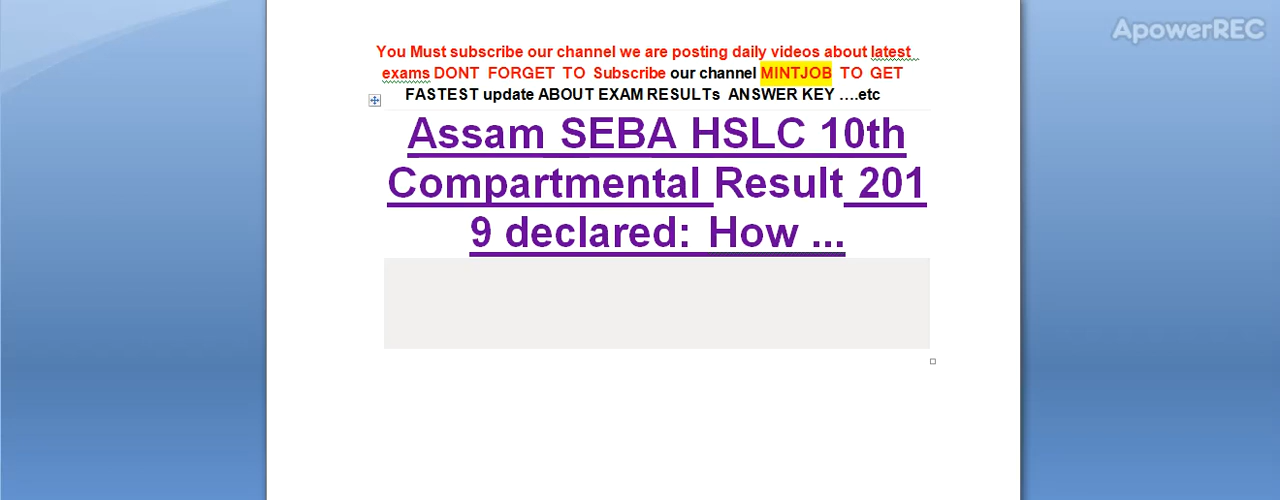 ApowerREC
You Must subscribe our channel we are posting daily videos about latest
exams DONT FORGET TO Subscribe our channel MINTJOB TO GET
FASTEST update ABOUT EXAM RESULTs ANSWER KEY ....etc
Assam SEBA HSLC 10th
Compartmental Result 201
9 declared: How ...